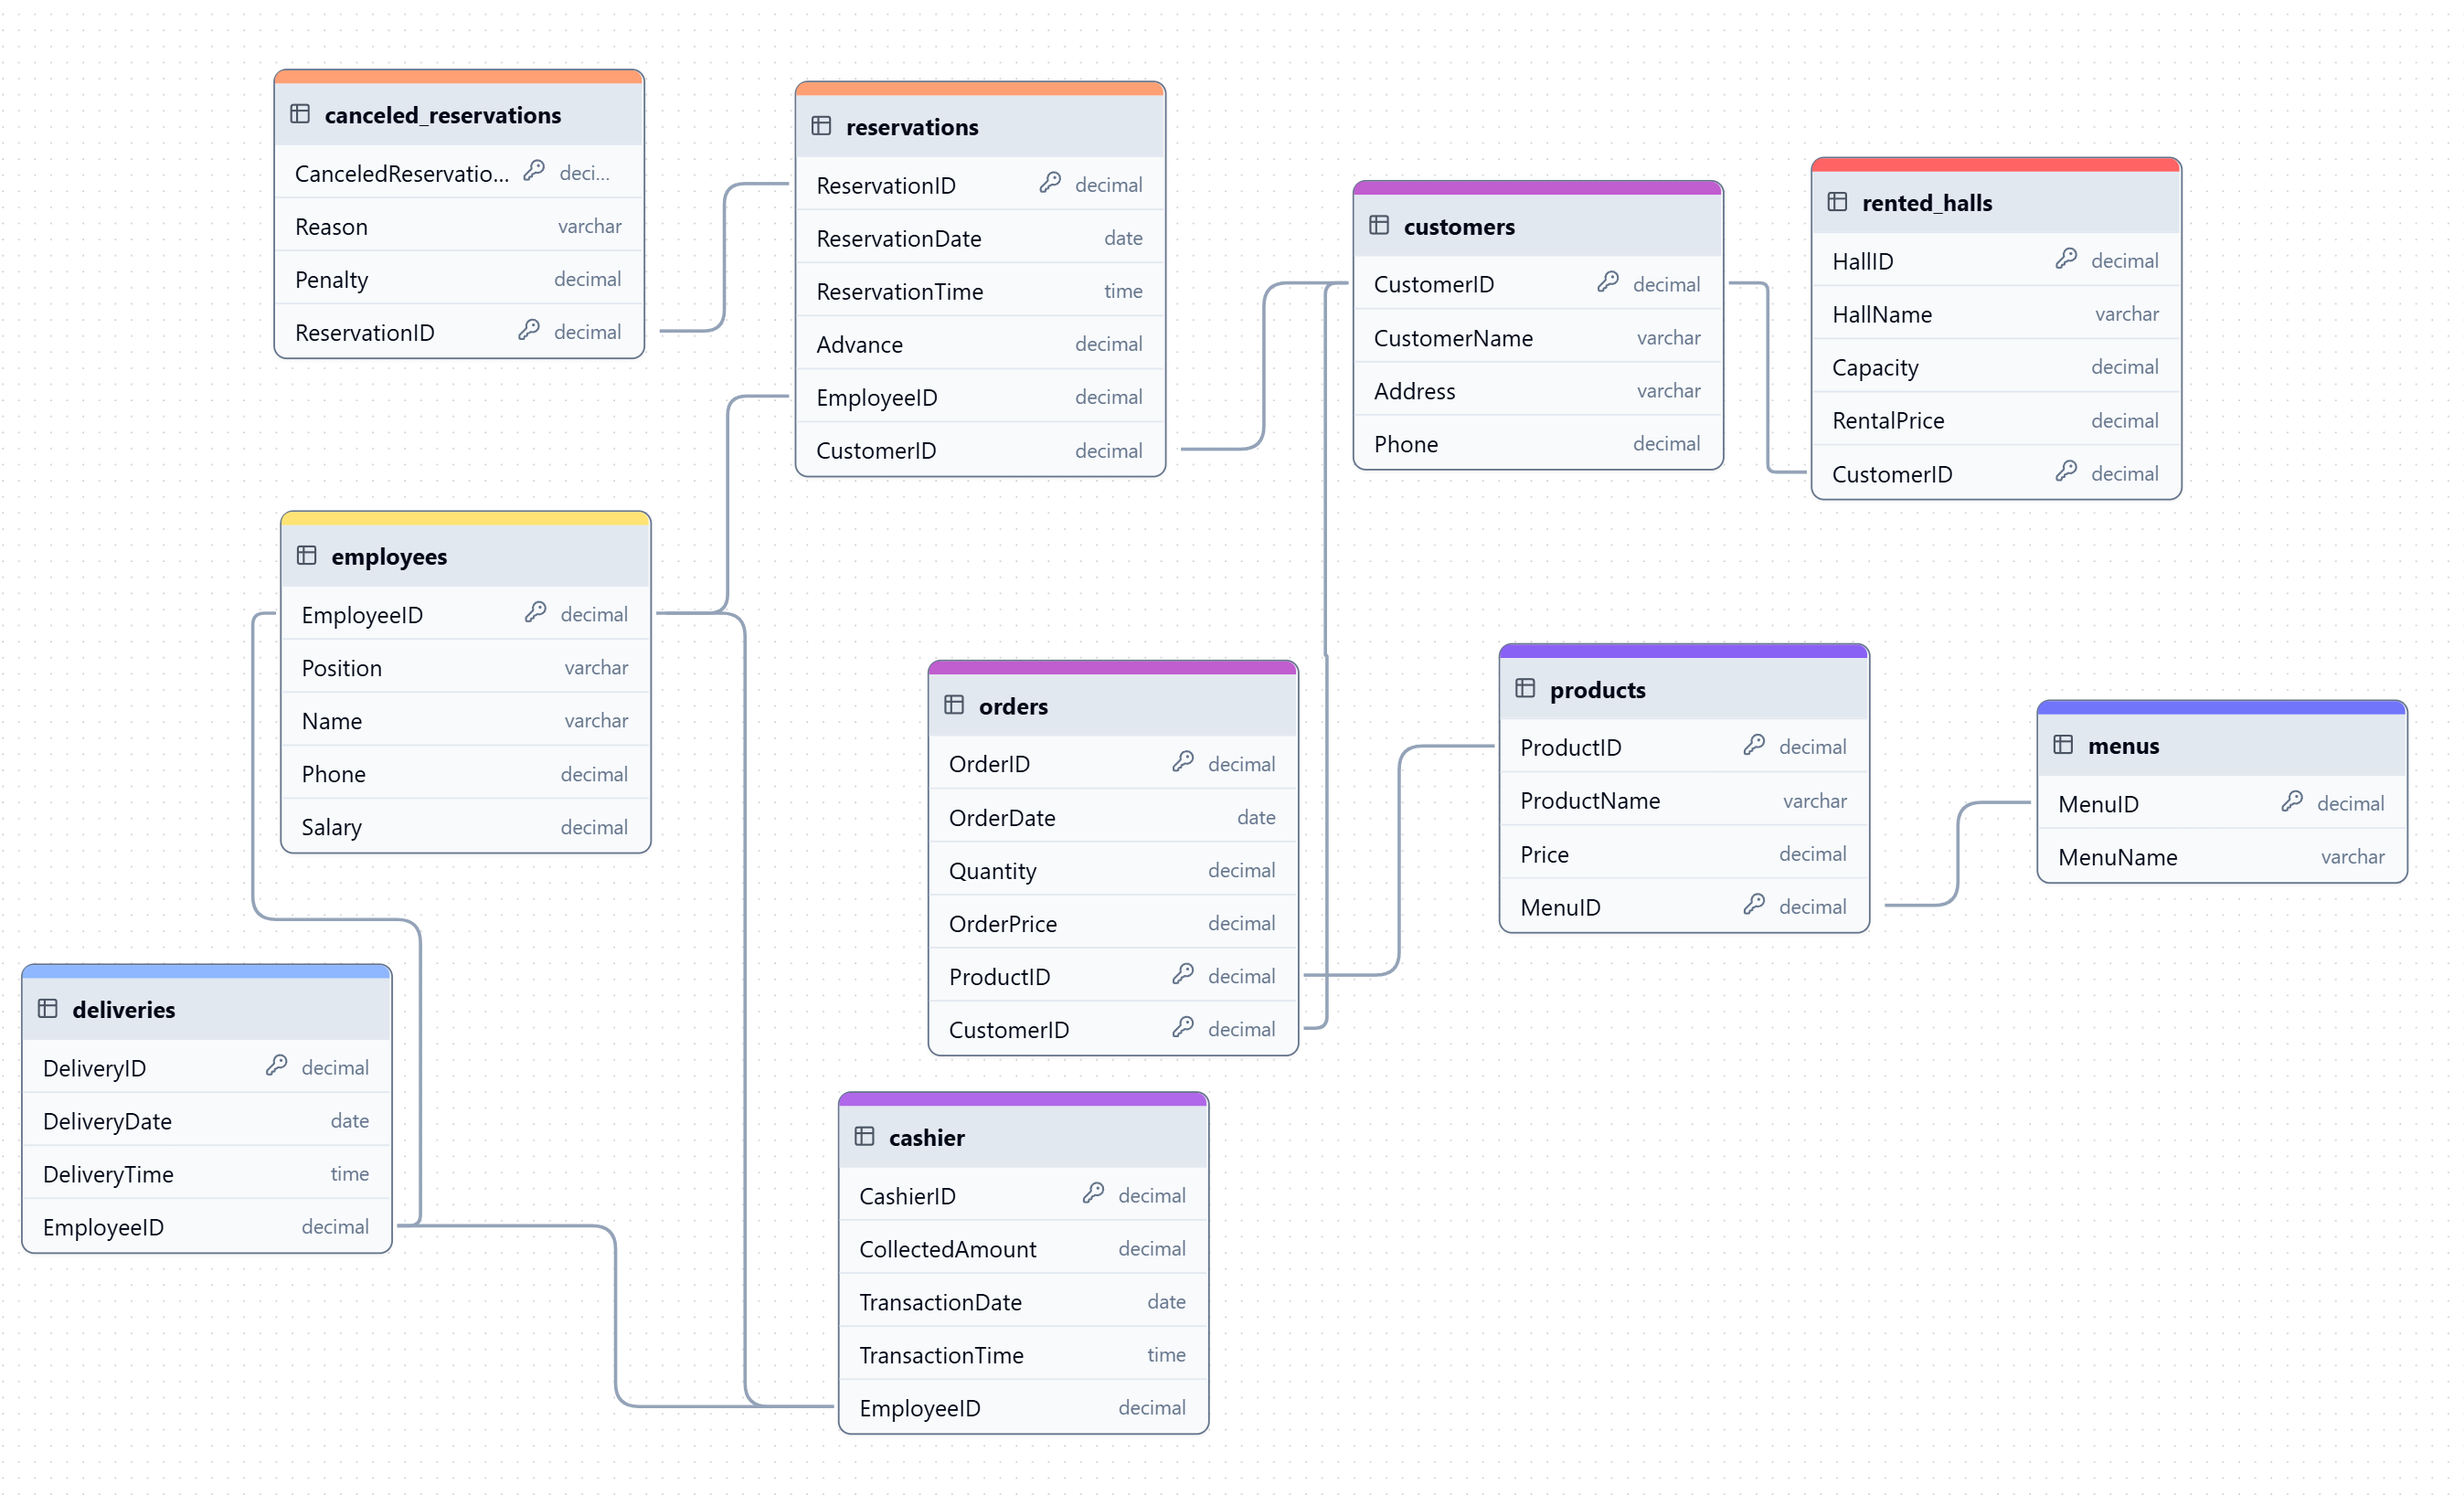 canceled_reservations
CanceledReservatio... deci...
Reason varchar
Penalty decimal
ReservationID decimal
reservations
ReservationID decimal
ReservationDate date
ReservationTime time
Advance decimal
EmployeeID decimal
CustomerID decimal
customers
CustomerID decimal
CustomerName varchar
Address varchar
Phone decimal
rented_halls
HallID decimal
HallName varchar
Capacity decimal
RentalPrice decimal
CustomerID decimal
employees
EmployeeID decimal
Position varchar
Name varchar
Phone decimal
Salary decimal
orders
OrderID decimal
OrderDate date
Quantity decimal
OrderPrice decimal
ProductID decimal
CustomerID decimal
products
ProductID decimal
ProductName varchar
Price decimal
MenuID decimal
menus
MenuID decimal
MenuName varchar
deliveries
DeliveryID decimal
DeliveryDate date
DeliveryTime time
EmployeeID decimal
cashier
CashierID decimal
CollectedAmount decimal
TransactionDate date
TransactionTime time
EmployeeID decimal